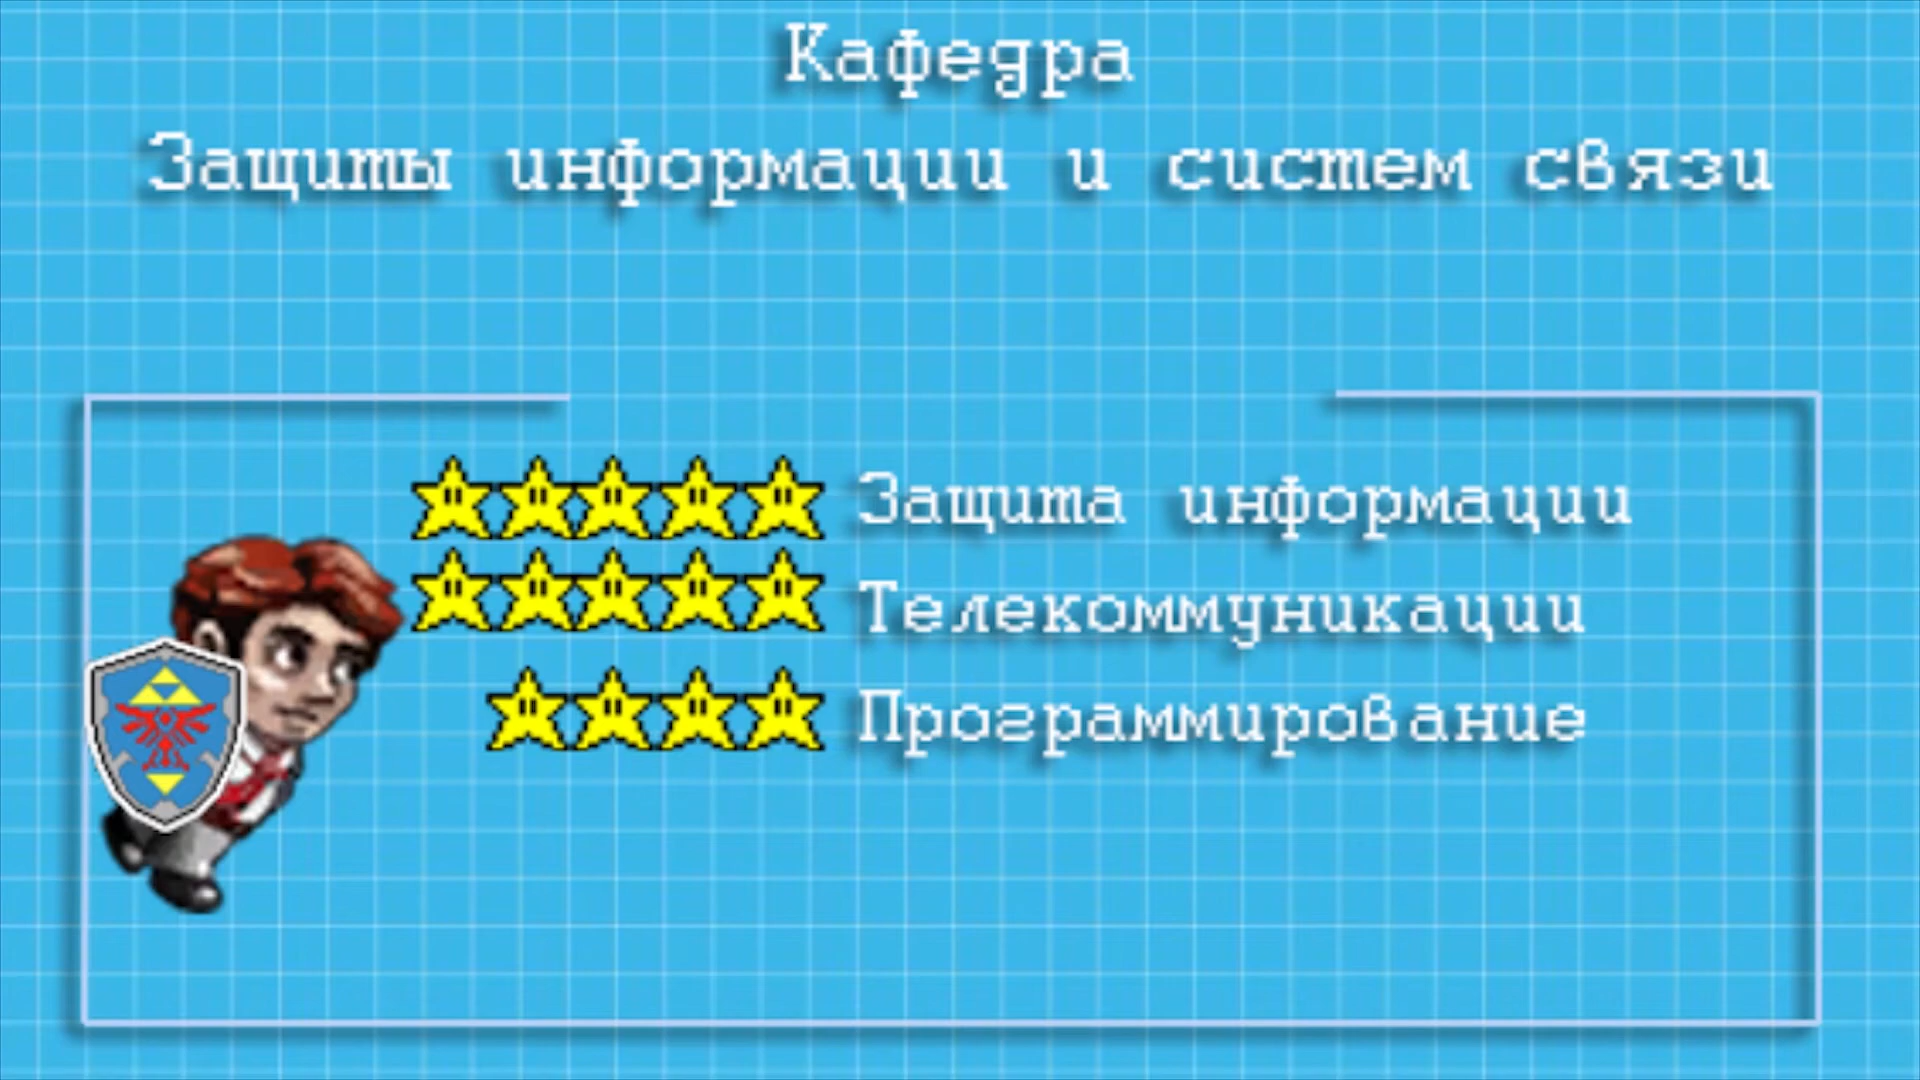 Кафедра
Защиты информации и систем связи
Защита информации
Телекоммуникации
Программирование